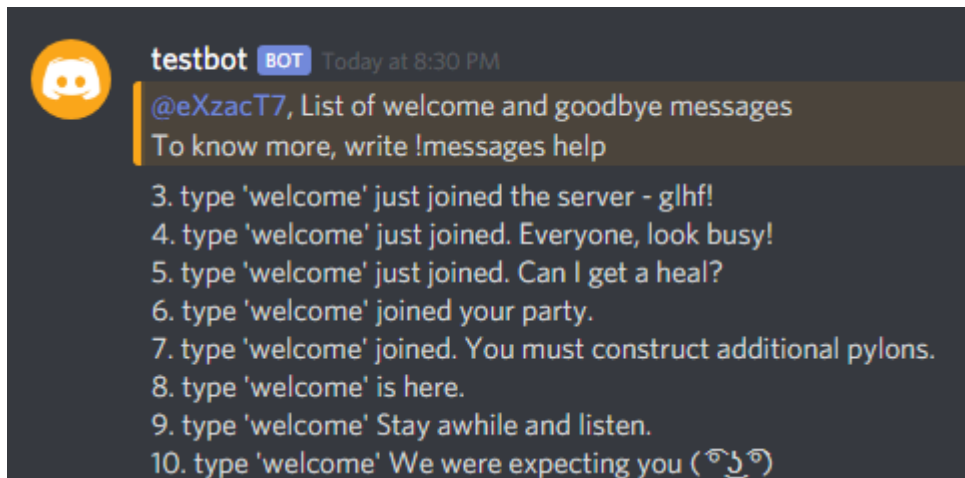 testbot BOT Today at 8:30 PM
@eXzacT7, List of welcome and goodbye messages
To know more, write !messages help
3. type 'welcome' just joined the server - glhf!
4. type 'welcome' just joined. Everyone, look busy!
5. type 'welcome' just joined. Can I get a heal?
6. type 'welcome' joined your party.
7. type 'welcome' joined. You must construct additional pylons.
8. type 'welcome' is here.
9. type 'welcome' Stay awhile and listen.
10. type 'welcome' We were expecting you ( ͡° ͜ʖ ͡°)